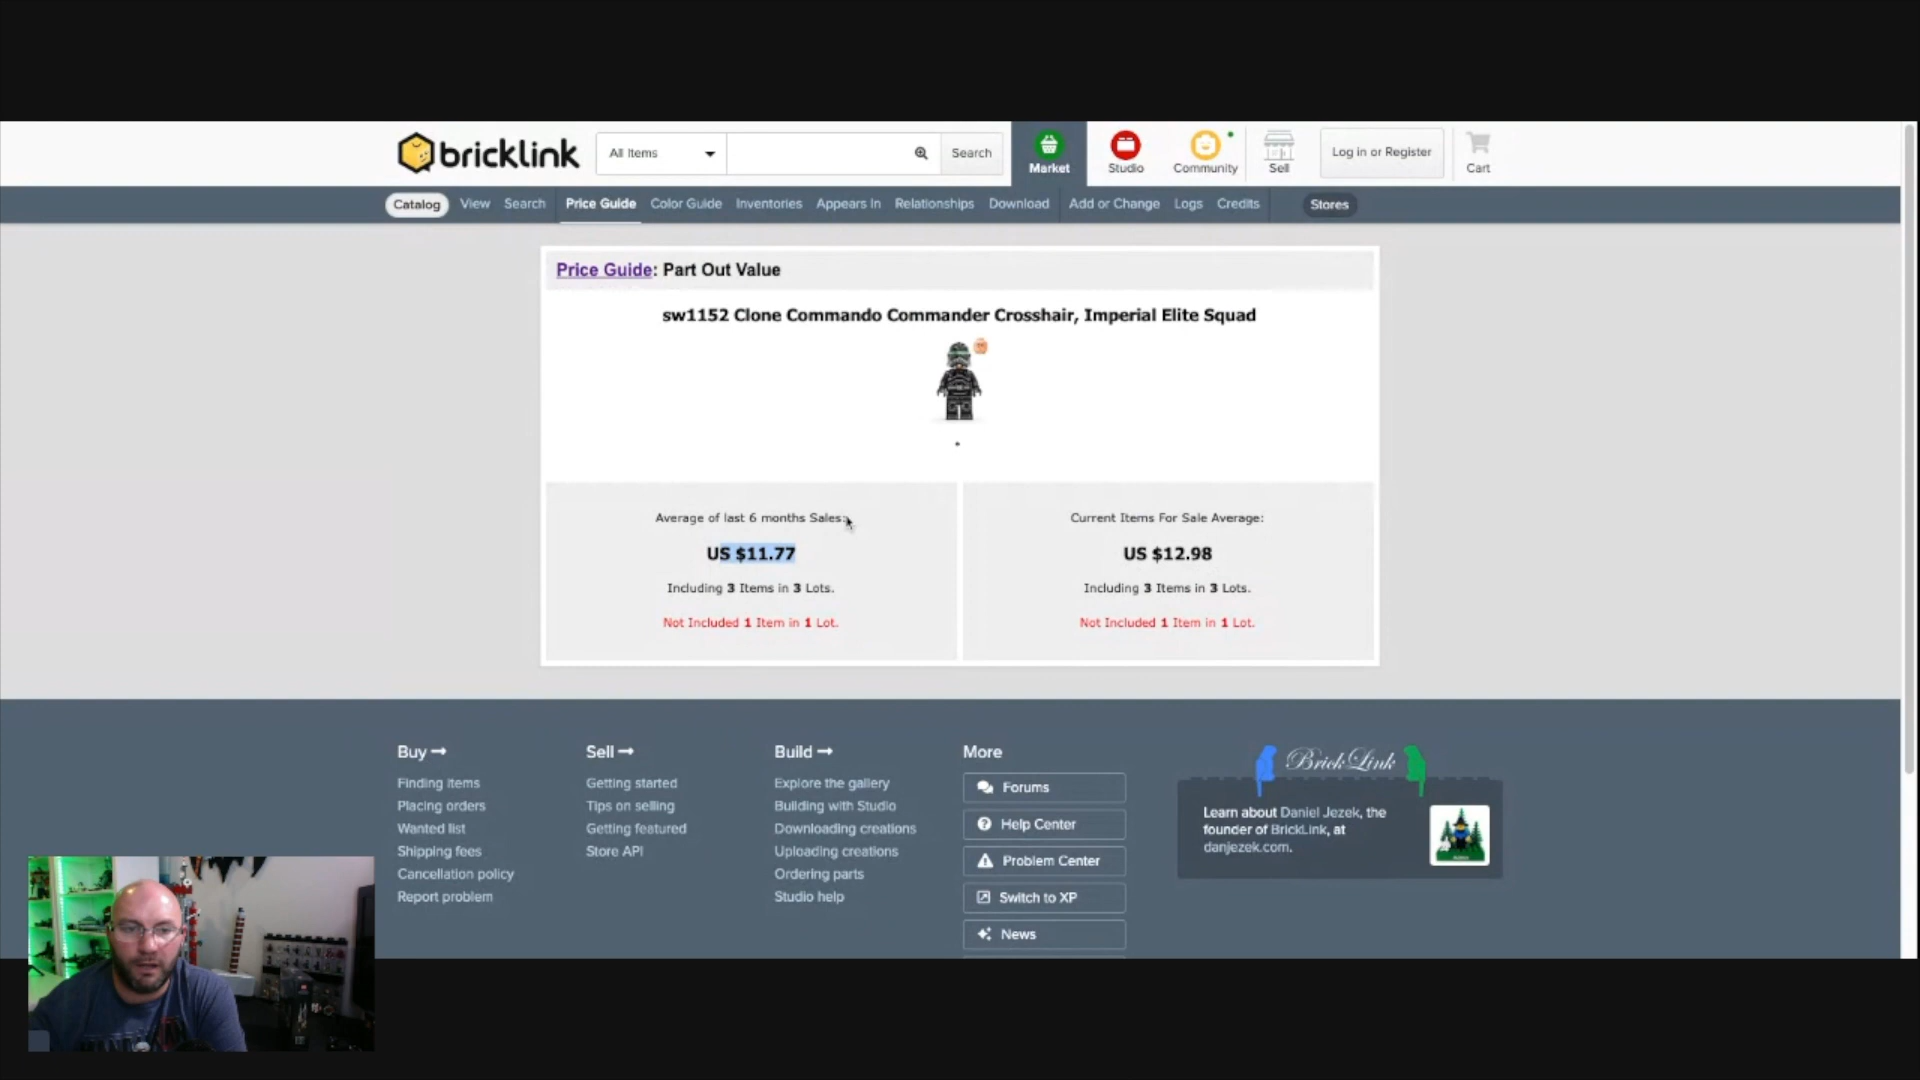 bricklink
All Items
Search
Market
Studio
Community
Sell
Log in or Register
Cart
Catalog View Search Price Guide Color Guide Inventories Appears In Relationships Download Add or Change Logs Credits Stores
Price Guide: Part Out Value
sw1152 Clone Commando Commander Crosshair, Imperial Elite Squad
Average of last 6 months Sales:
US $11.77
Including 3 Items in 3 Lots.
Not Included 1 Item in 1 Lot.
Current Items For Sale Average:
US $12.98
Including 3 Items in 3 Lots.
Not Included 1 Item in 1 Lot.
Buy →
Finding items
Placing orders
Wanted list
Shipping fees
Cancellation policy
Report problem
Sell →
Getting started
Tips on selling
Getting featured
Store API
Build →
Explore the gallery
Building with Studio
Downloading creations
Uploading creations
Ordering parts
Studio help
More
Forums
Help Center
Problem Center
Switch to XP
News
BrickLink
Learn about Daniel Jezek, the
founder of BrickLink, at
danjezek.com.